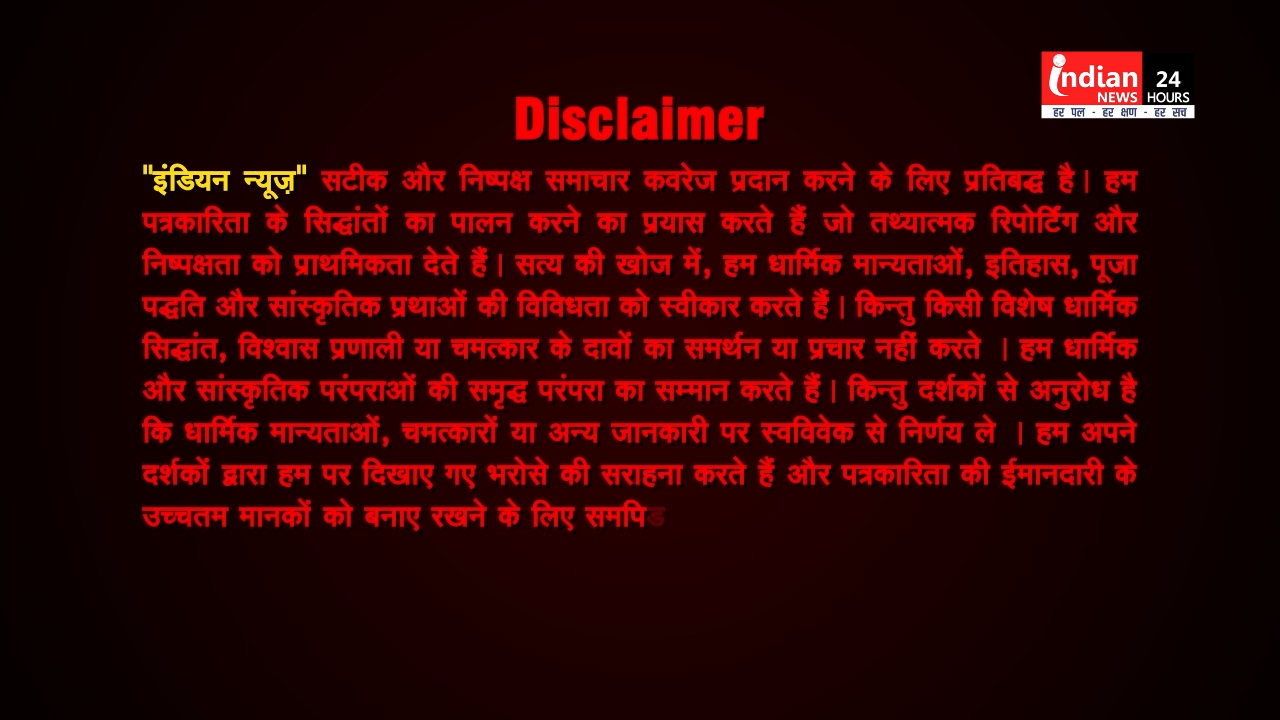 indian
NEWS
24
HOURS
हर पल - हर क्षण - हर सच
Disclaimer
"इंडियन न्यूज़" सटीक और निष्पक्ष समाचार कवरेज प्रदान करने के लिए प्रतिबद्ध है| हम
पत्रकारिता के सिद्धांतों का पालन करने का प्रयास करते हैं जो तथ्यात्मक रिपोर्टिंग और
निष्पक्षता को प्राथमिकता देते हैं| सत्य की खोज में, हम धार्मिक मान्यताओं, इतिहास, पूजा
पद्धति और सांस्कृतिक प्रथाओं की विविधता को स्वीकार करते हैं| किन्तु किसी विशेष धार्मिक
सिद्धांत, विश्वास प्रणाली या चमत्कार के दावों का समर्थन या प्रचार नहीं करते | हम धार्मिक
और सांस्कृतिक परंपराओं की समृद्ध परंपरा का सम्मान करते हैं| किन्तु दर्शकों से अनुरोध है
कि धार्मिक मान्यताओं, चमत्कारों या अन्य जानकारी पर स्वविवेक से निर्णय ले | हम अपने
दर्शकों द्वारा हम पर दिखाए गए भरोसे की सराहना करते हैं और पत्रकारिता की ईमानदारी के
उच्चतम मानकों को बनाए रखने के लिए